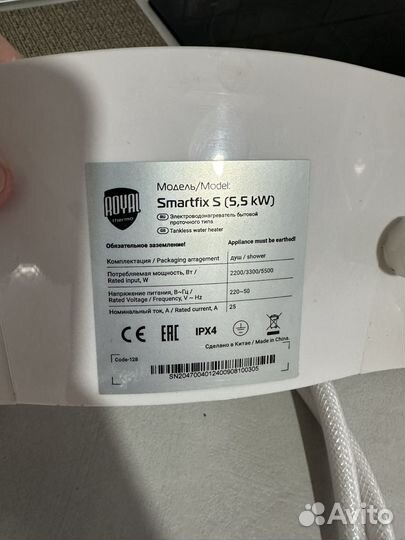 ROYAL
thermo
Модель/Model:
Smartfix S (5,5 kW)
RU Электроводонагреватель бытовой
проточного типа
GB Tankless water heater
Обязательное заземление! Appliance must be earthed!
Комплектация / Packaging arragement душ / shower
Потребляемая мощность, Вт /
Rated input, W 2200/3300/5500
Напряжение питания, В~Гц /
Rated Voltage / Frequency, V ~ Hz 220~50
Номинальный ток, А / Rated current, A 25
CE EAC IPX4
Сделано в Китае / Made in China.
Code-128
SN2047004012400908100305
Avito